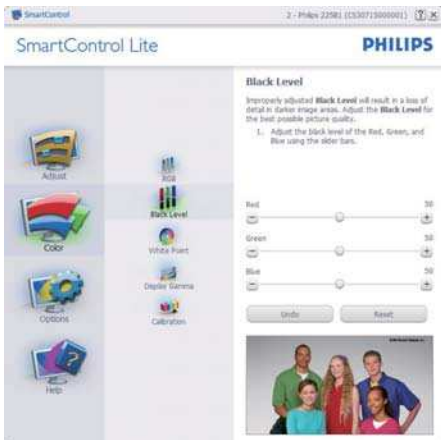 SmartControl
2 - Philips 225B1 (CS30715000001)
SmartControl Lite
PHILIPS
Adjust
Color
Options
Help
RGB
Black Level
White Point
Display Gamma
Calibration
Black Level
Improperly adjusted Black Level will result in a loss of
detail in darker image areas. Adjust the Black Level for
the best possible picture quality.
1. Adjust the black level of the Red, Green, and
Blue using the slider bars.
Red 50
Green 50
Blue 50
Undo Reset